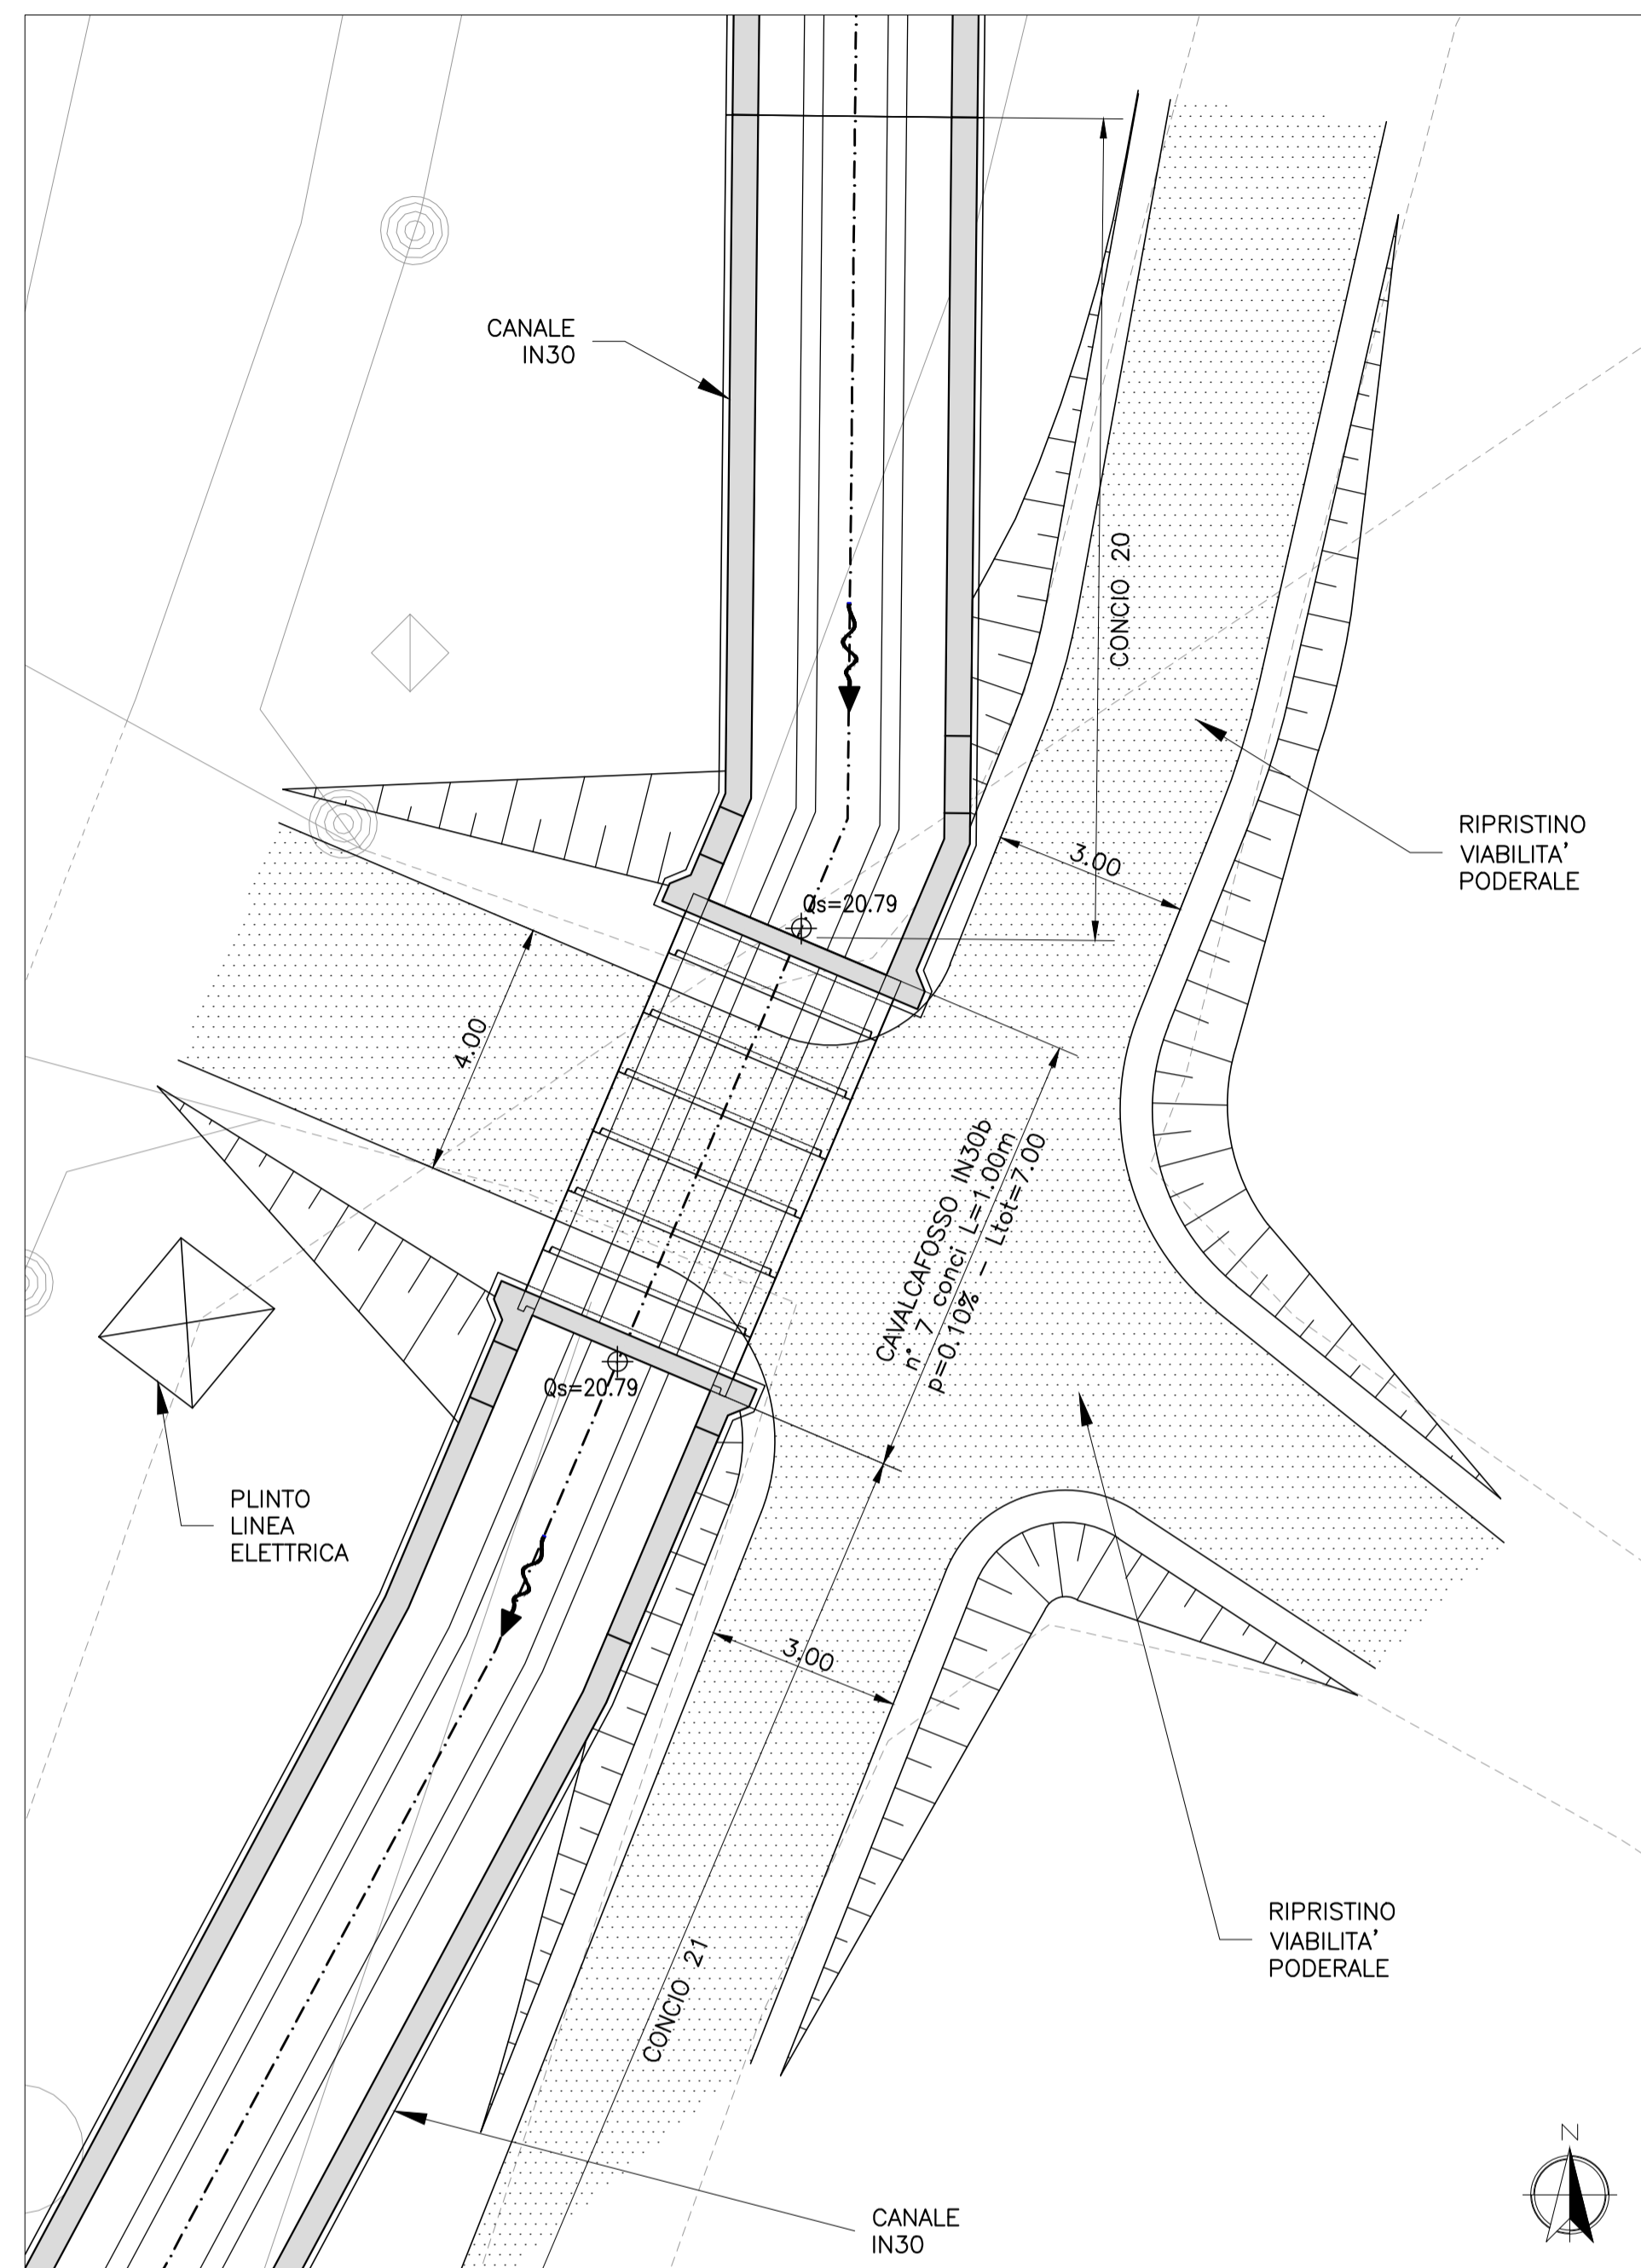 CANALE
IN30
CONCIO 20
RIPRISTINO
VIABILITA'
PODERALE
3.00
Qs=20.79
4.00
CAVALCAFOSSO IN30b
n° 7 conci L=1.00m
p=0.10% – Ltot=7.00
Qs=20.79
PLINTO
LINEA
ELETTRICA
3.00
RIPRISTINO
VIABILITA'
PODERALE
CONCIO 21
CANALE
IN30
N